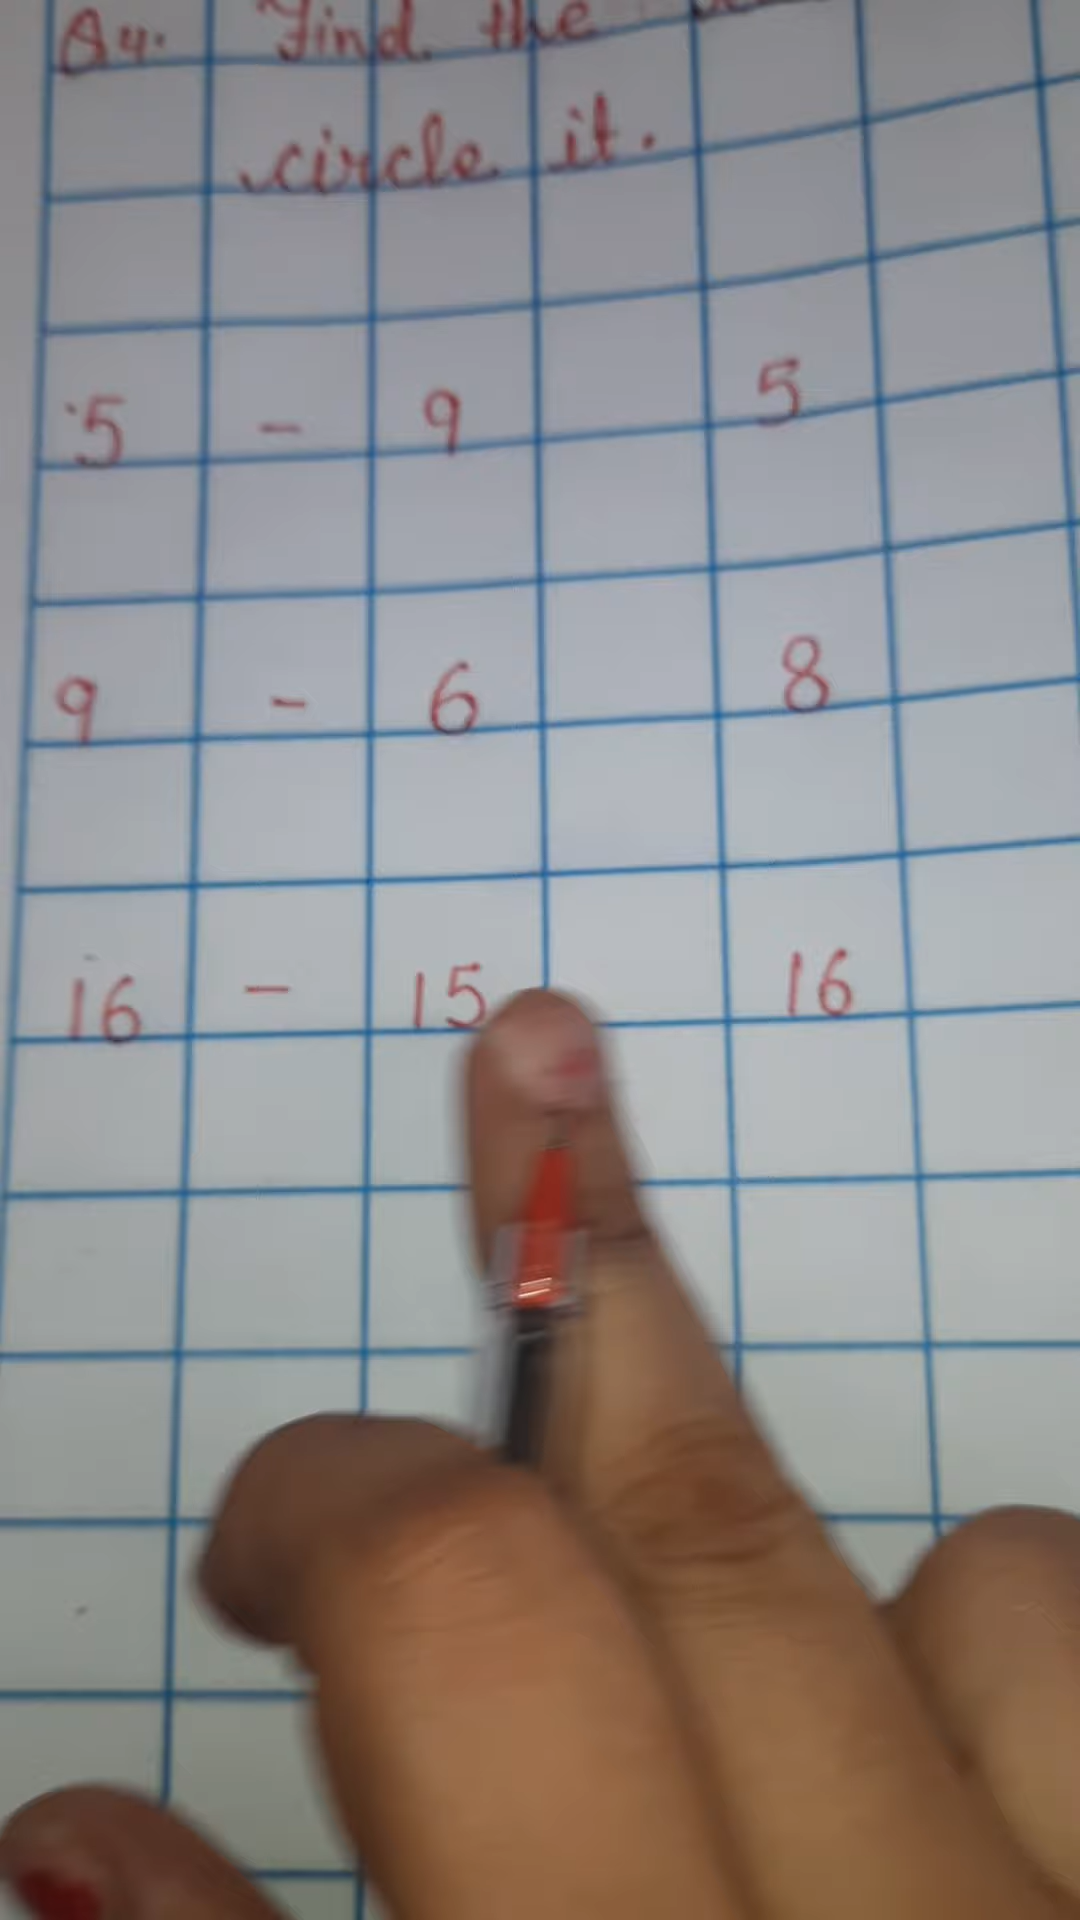 Q4. Find the
circle it.
5 - 9 5
9 - 6 8
16 - 15 16